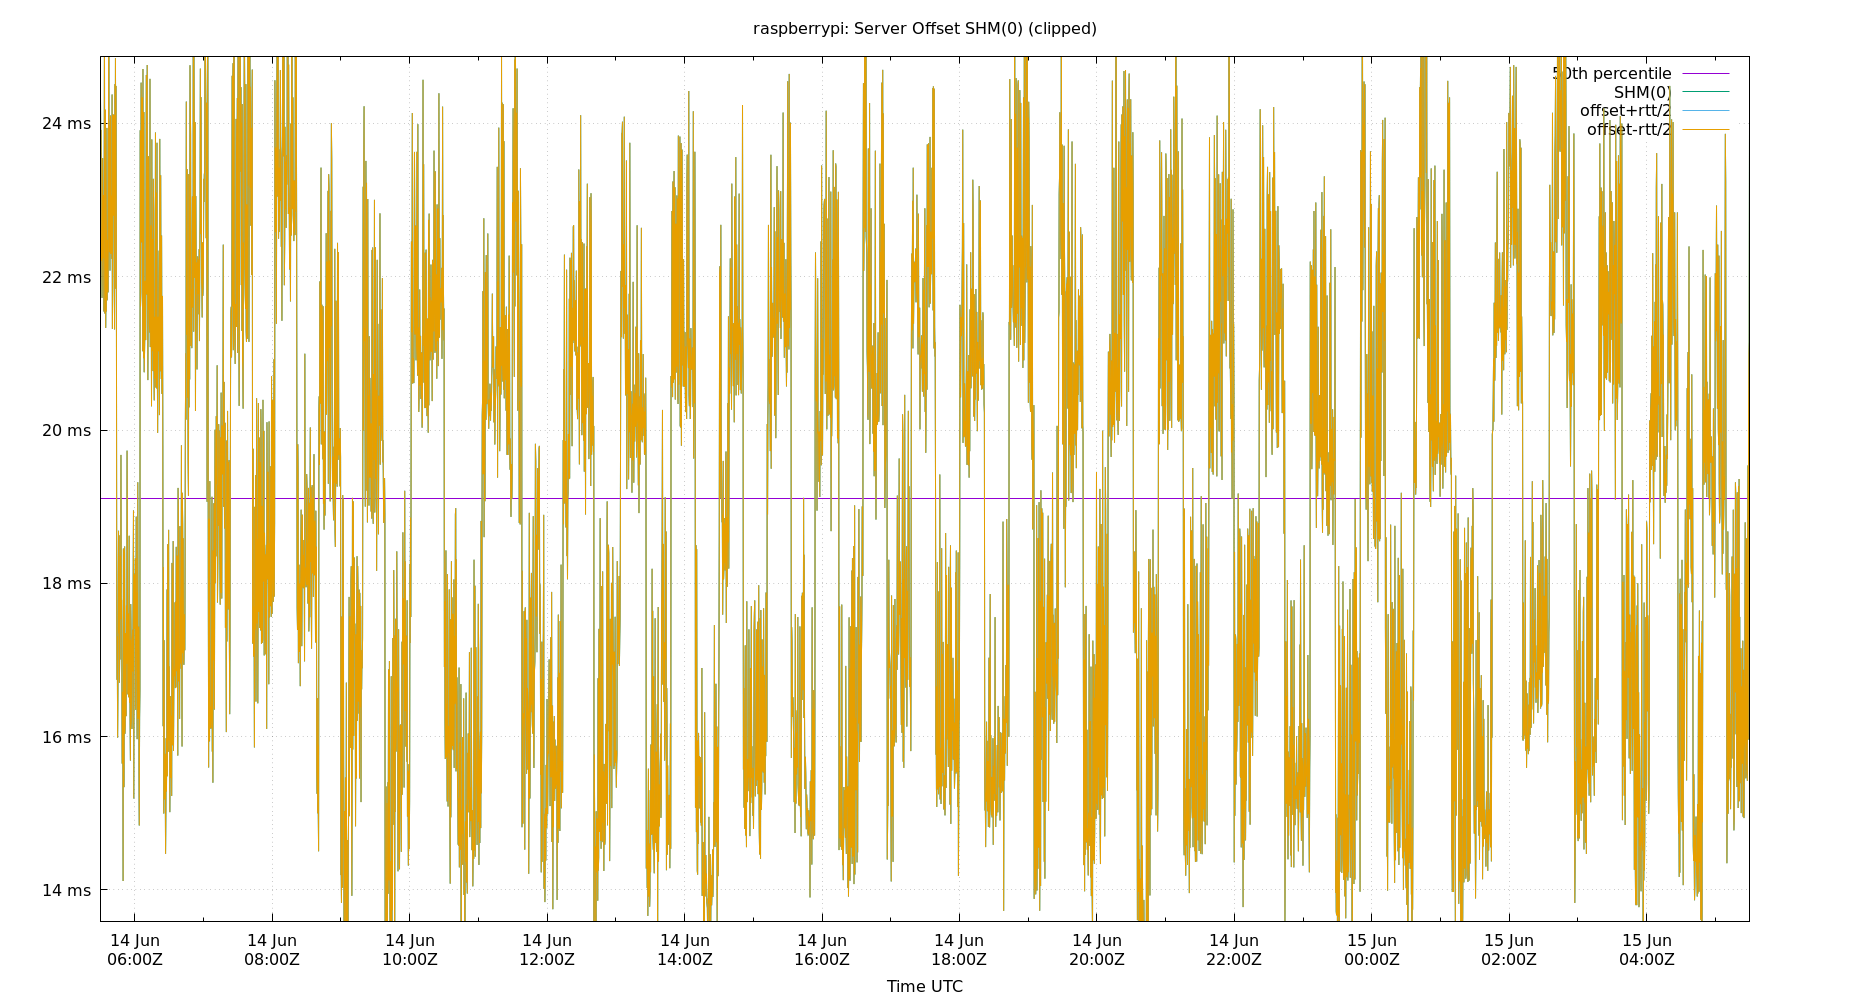 raspberrypi: Server Offset SHM(0) (clipped)
50th percentile
SHM(0)
offset+rtt/2
offset-rtt/2
24 ms
22 ms
20 ms
18 ms
16 ms
14 ms
14 Jun 14 Jun 14 Jun 14 Jun 14 Jun 14 Jun 14 Jun 14 Jun 14 Jun 15 Jun 15 Jun 15 Jun
06:00Z 08:00Z 10:00Z 12:00Z 14:00Z 16:00Z 18:00Z 20:00Z 22:00Z 00:00Z 02:00Z 04:00Z
Time UTC